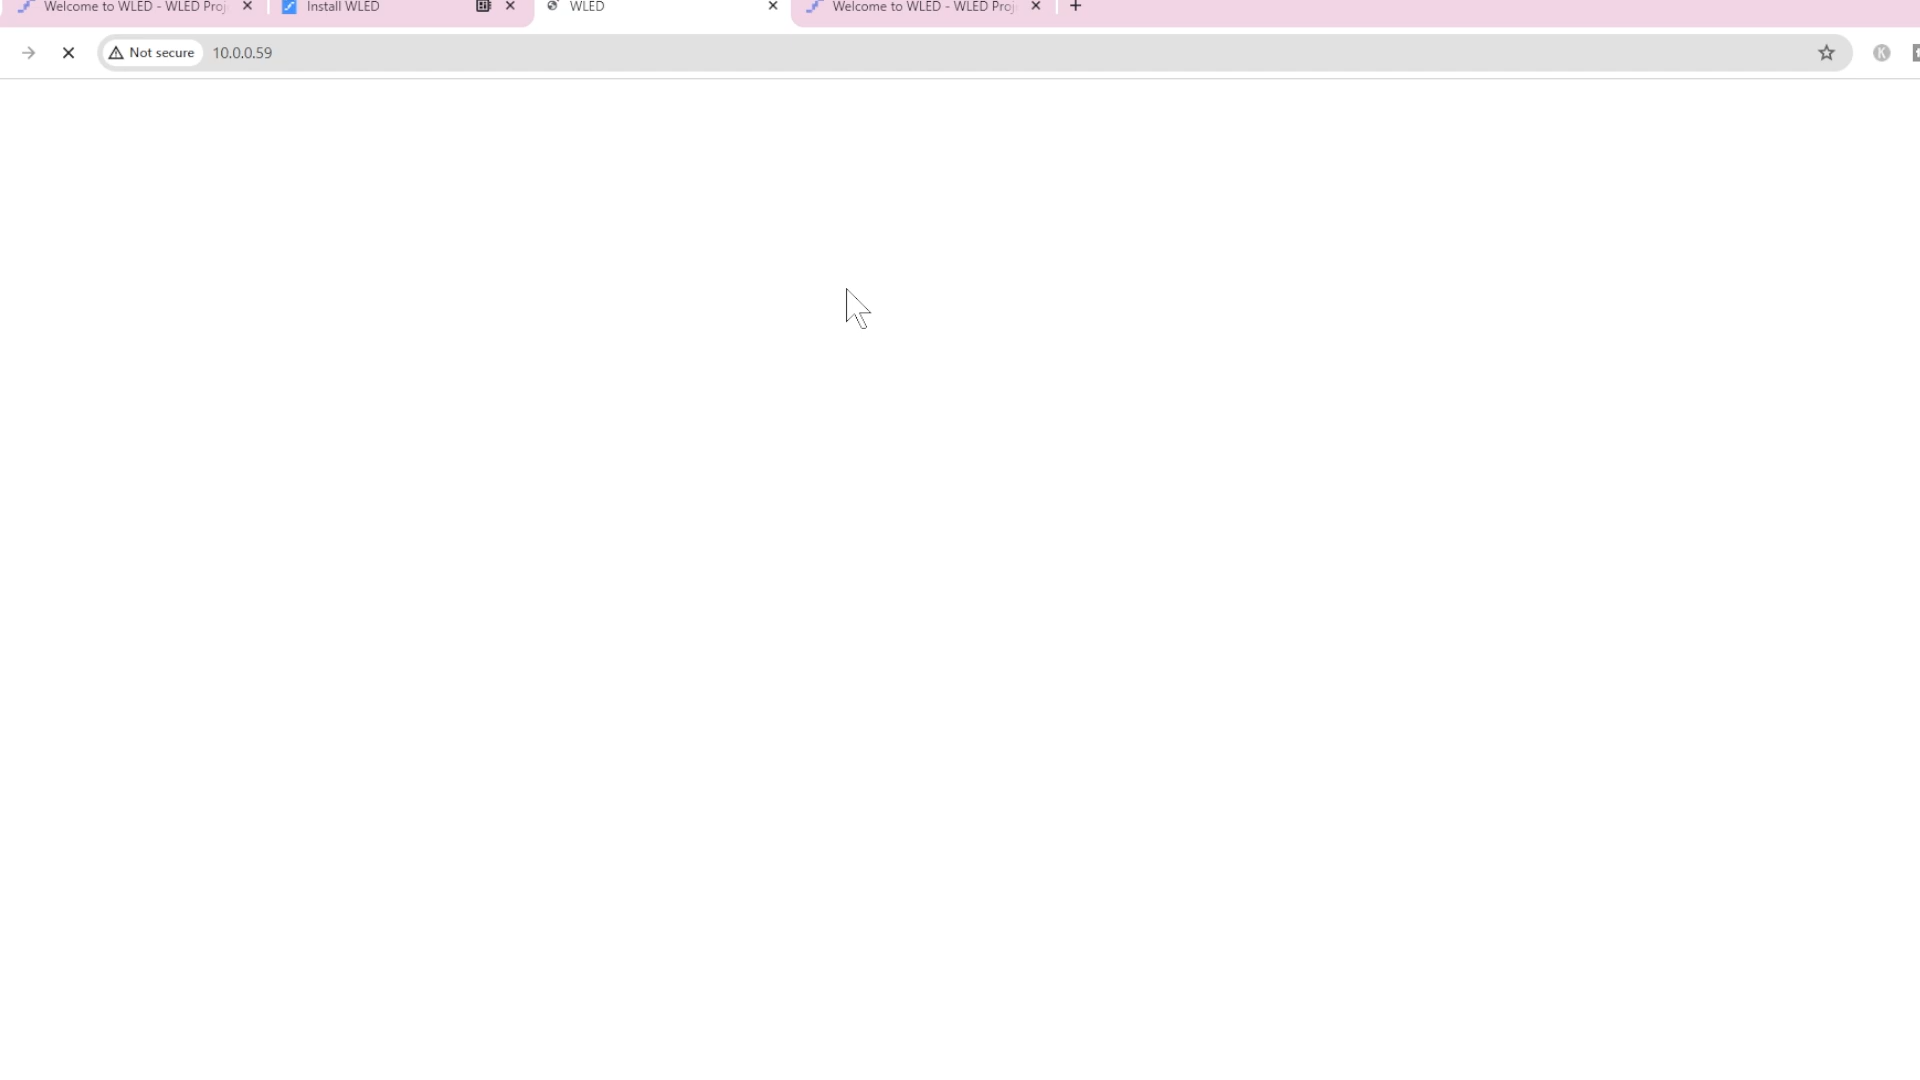 Welcome to WLED - WLED Proj
Install WLED
WLED
Welcome to WLED - WLED Proj
Not secure
10.0.0.59
K